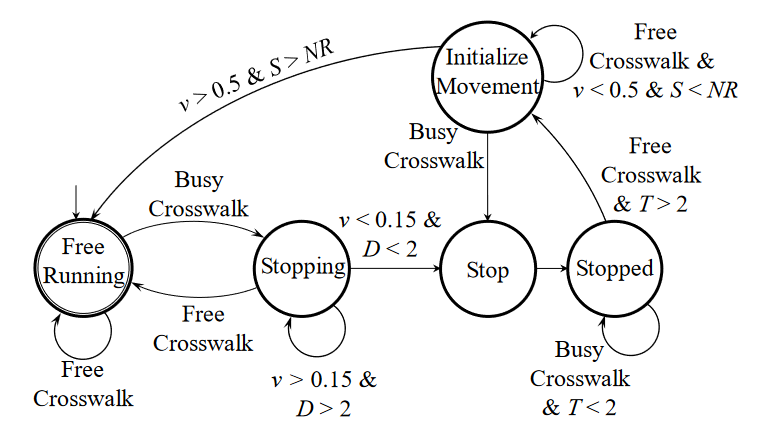 Initialize
Movement
Free
Crosswalk &
v < 0.5 & S < NR
v > 0.5 & S > NR
Busy
Crosswalk
Free
Crosswalk
& T > 2
Busy
Crosswalk
v < 0.15 &
D < 2
Free
Running
Stopping
Stop
Stopped
Free
Crosswalk
Free
Crosswalk
v > 0.15 &
D > 2
Busy
Crosswalk
& T < 2